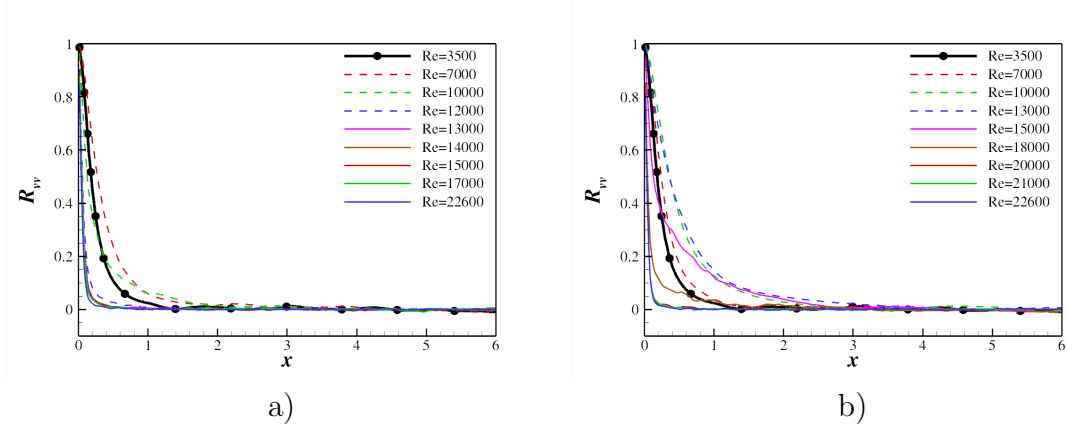 1
0.8
0.6
0.4
0.2
0
R_vv
0 1 2 3 4 5 6
x
Re=3500
Re=7000
Re=10000
Re=12000
Re=13000
Re=14000
Re=15000
Re=17000
Re=22600
a)
1
0.8
0.6
0.4
0.2
0
R_vv
0 1 2 3 4 5 6
x
Re=3500
Re=7000
Re=10000
Re=13000
Re=15000
Re=18000
Re=20000
Re=21000
Re=22600
b)